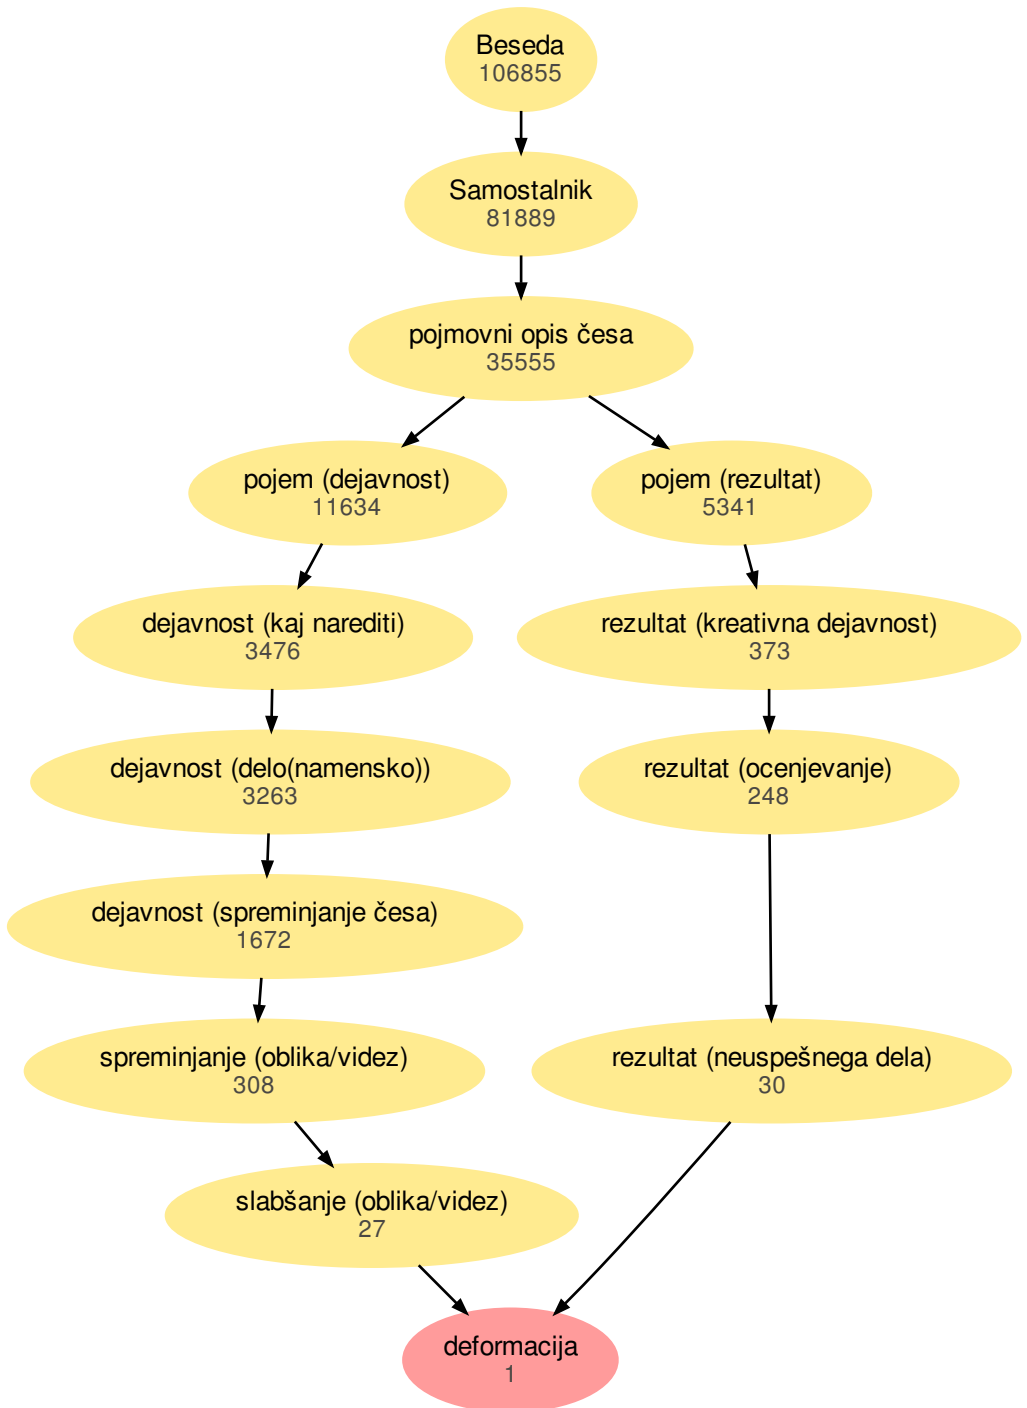 Beseda
106855
Samostalnik
81889
pojmovni opis česa
35555
pojem (dejavnost)
11634
pojem (rezultat)
5341
dejavnost (kaj narediti)
3476
rezultat (kreativna dejavnost)
373
dejavnost (delo(namensko))
3263
rezultat (ocenjevanje)
248
dejavnost (spreminjanje česa)
1672
spreminjanje (oblika/videz)
308
rezultat (neuspešnega dela)
30
slabšanje (oblika/videz)
27
deformacija
1